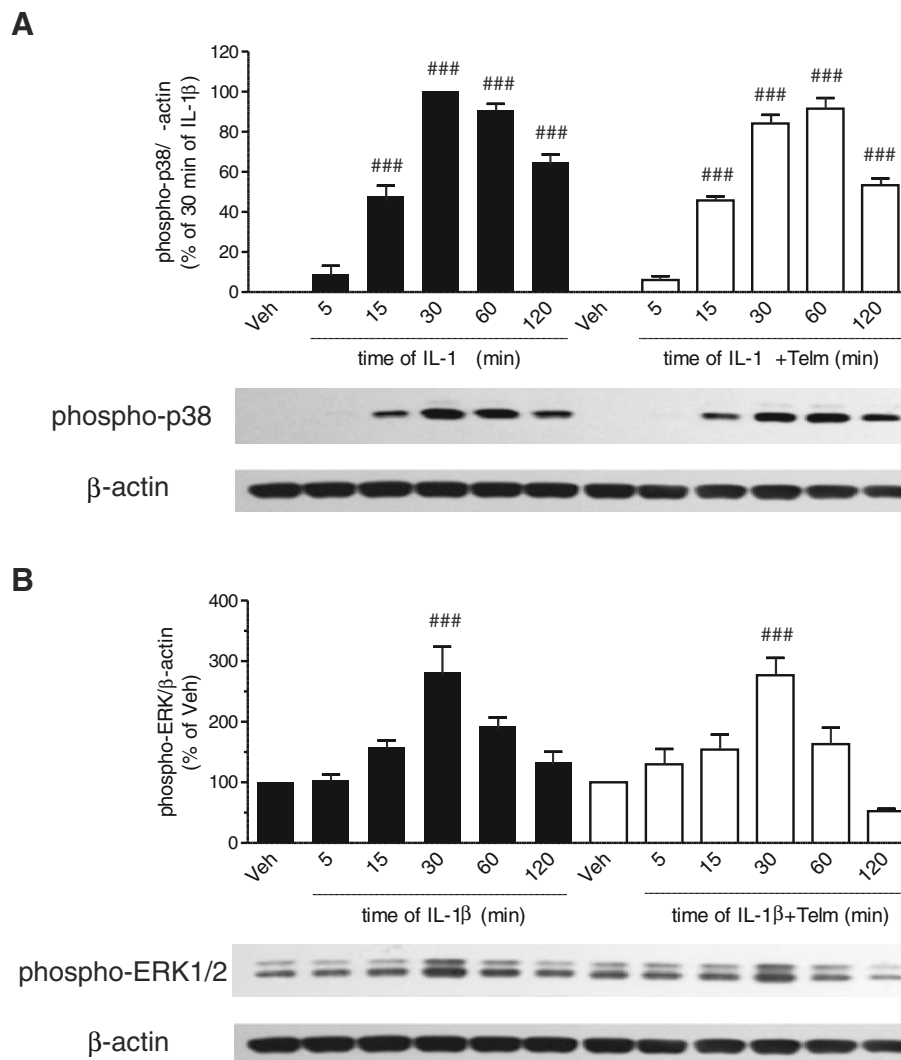 A
phospho-p38/ -actin
(% of 30 min of IL-1β)
120
100
80
60
40
20
0
### ### ### ### ### ### ### ###
Veh 5 15 30 60 120 Veh 5 15 30 60 120
time of IL-1 (min) time of IL-1 +Telm (min)
phospho-p38
β-actin
B
phospho-ERK/β-actin
(% of Veh)
400
300
200
100
0
### ###
Veh 5 15 30 60 120 Veh 5 15 30 60 120
time of IL-1β (min) time of IL-1β+Telm (min)
phospho-ERK1/2
β-actin